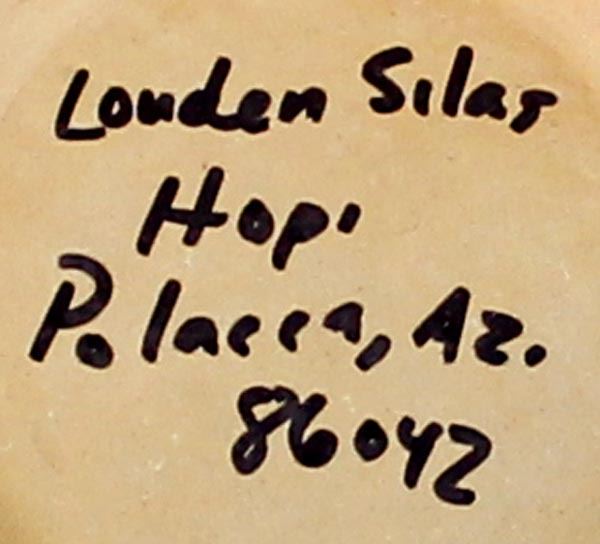 Louden Silas
Hopi
Polacca, Az.
86042